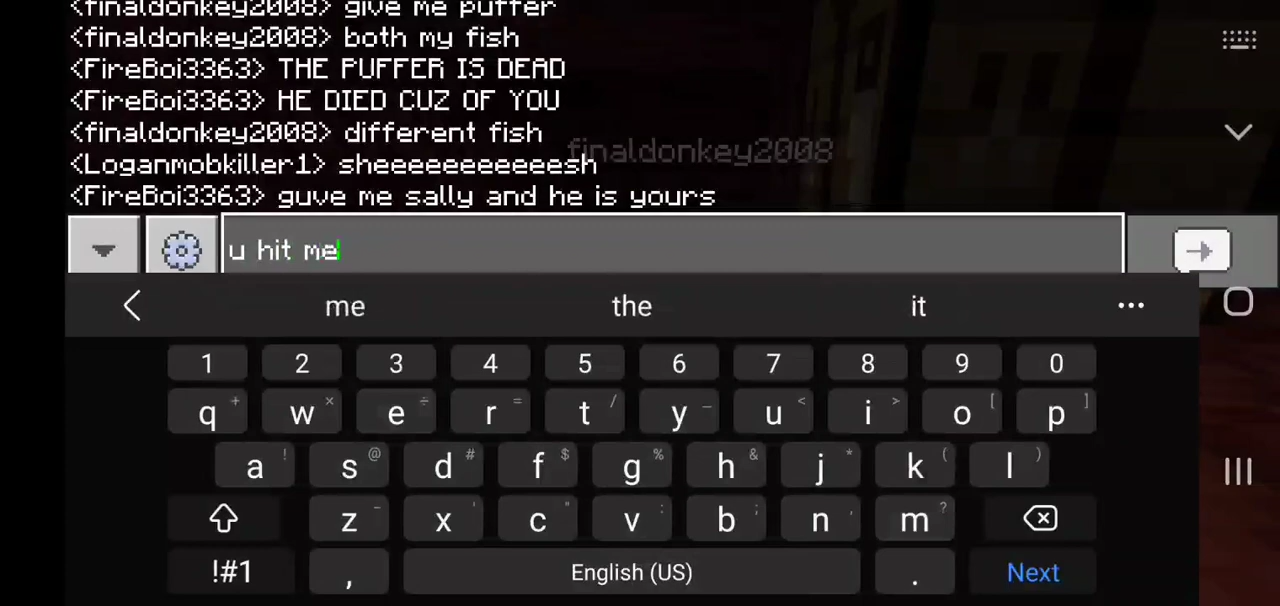 <finaldonkey2008> give me puffer
<finaldonkey2008> both my fish
<FireBoi3363> THE PUFFER IS DEAD
<FireBoi3363> HE DIED CUZ OF YOU
<finaldonkey2008> different fish
finaldonkey2008
<Loganmobkiller1> sheeeeeeeeeeesh
<FireBoi3363> guve me sally and he is yours
u hit me
me the it
1 2 3 4 5 6 7 8 9 0
q + w × e ÷ r = t / y _ u < i > o [ p ]
a ! s @ d # f $ g % h & j * k ( l )
z - x ' c " v : b ; n , m ?
!#1 , English (US) . Next